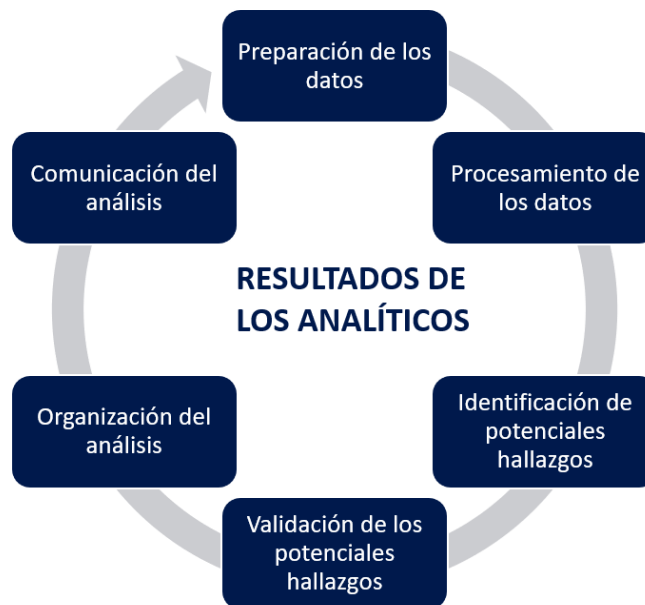 Preparación de los
datos
Procesamiento de
los datos
Identificación de
potenciales
hallazgos
Validación de los
potenciales
hallazgos
Organización del
análisis
Comunicación del
análisis
RESULTADOS DE
LOS ANALÍTICOS